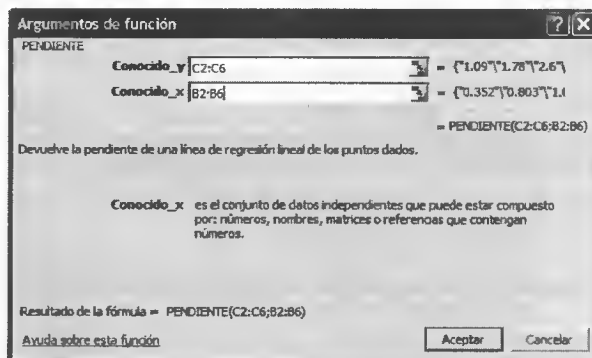 Argumentos de función
PENDIENTE
Conocido_y C2:C6 = {"1.09"\"1.78"\"2.6"\
Conocido_x B2:B6 = {"0.352"\"0.803"\"1.(
= PENDIENTE(C2:C6;B2:B6)
Devuelve la pendiente de una línea de regresión lineal de los puntos dados.
Conocido_x es el conjunto de datos independientes que puede estar compuesto
por: números, nombres, matrices o referencias que contengan
números.
Resultado de la fórmula = PENDIENTE(C2:C6;B2:B6)
Ayuda sobre esta función
Aceptar
Cancelar